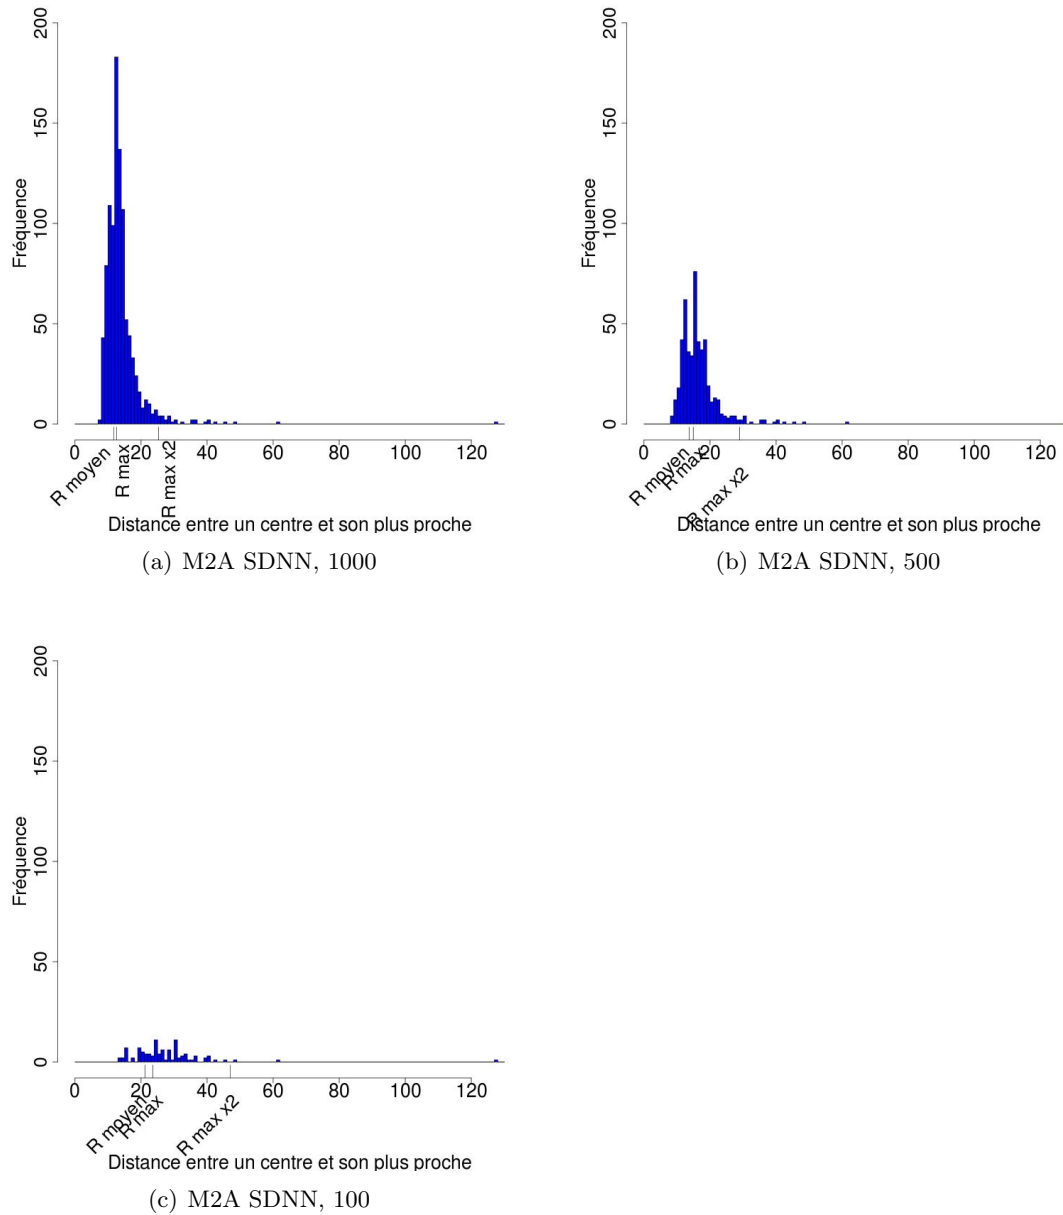 200
150
100
50
0
Fréquence
0 20 40 60 80 100 120
R moyen
R max
R max x2
Distance entre un centre et son plus proche
(a) M2A SDNN, 1000
200
150
100
50
0
Fréquence
0 20 40 60 80 100 120
R moyen
R max
R max x2
Distance entre un centre et son plus proche
(b) M2A SDNN, 500
200
150
100
50
0
Fréquence
0 20 40 60 80 100 120
R moyen
R max
R max x2
Distance entre un centre et son plus proche
(c) M2A SDNN, 100